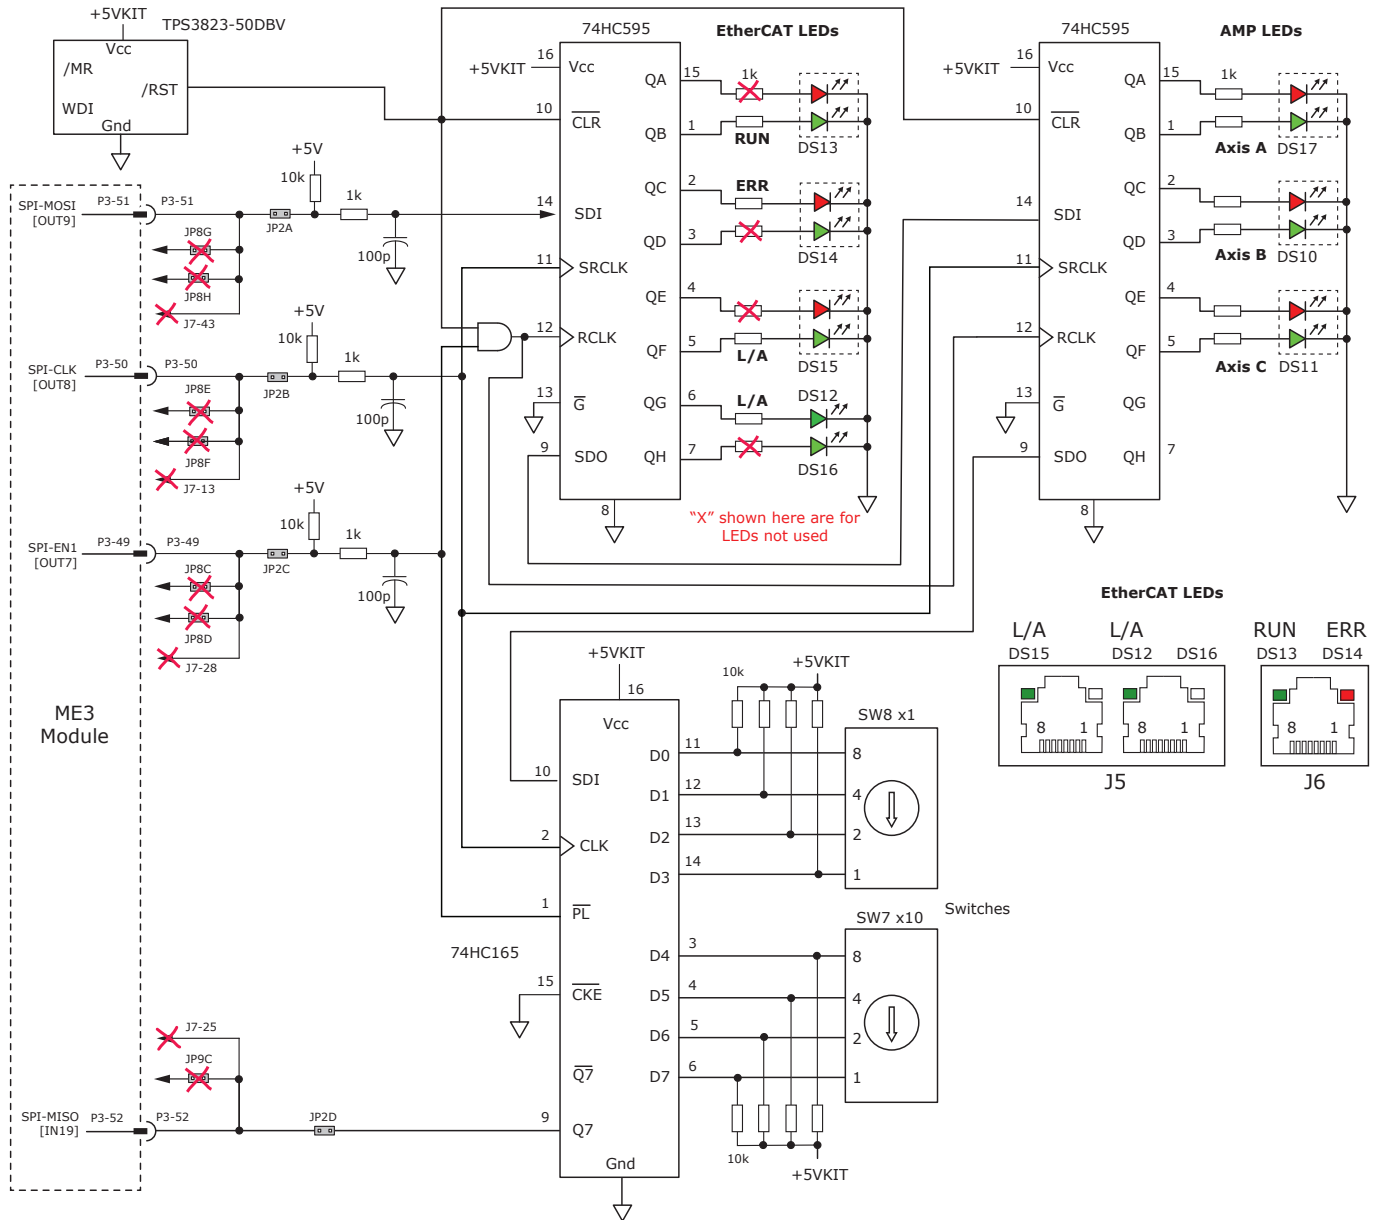 +5VKIT
TPS3823-50DBV
Vcc
/MR
/RST
WDI
Gnd
74HC595
EtherCAT LEDs
16
+5VKIT
Vcc
QA
15
1k
10
CLR
QB
1
RUN
DS13
QC
2
ERR
14
SDI
QD
3
DS14
11
SRCLK
QE
4
12
RCLK
QF
5
L/A
DS15
13
G
QG
6
L/A
DS12
9
SDO
QH
7
DS16
8
"X" shown here are for
LEDs not used
74HC595
AMP LEDs
16
+5VKIT
Vcc
QA
15
1k
10
CLR
QB
1
Axis A
DS17
QC
2
14
SDI
QD
3
Axis B
DS10
11
SRCLK
QE
4
12
RCLK
QF
5
Axis C
DS11
13
G
QG
9
SDO
QH
7
8
SPI-MOSI
[OUT9]
P3-51
P3-51
JP8G
JP8H
J7-43
JP2A
+5V
10k
1k
100p
SPI-CLK
[OUT8]
P3-50
P3-50
JP8E
JP8F
J7-13
JP2B
+5V
10k
1k
100p
SPI-EN1
[OUT7]
P3-49
P3-49
JP8C
JP8D
J7-28
JP2C
+5V
10k
1k
100p
ME3
Module
J7-25
JP9C
SPI-MISO
[IN19]
P3-52
P3-52
JP2D
+5VKIT
16
Vcc
10
SDI
2
CLK
1
PL
74HC165
15
CKE
Q7
9
Q7
Gnd
D0
11
D1
12
D2
13
D3
14
D4
3
D5
4
D6
5
D7
6
10k
+5VKIT
SW8 x1
8
4
2
1
Switches
SW7 x10
8
4
2
1
10k
+5VKIT
EtherCAT LEDs
L/A
L/A
RUN
ERR
DS15
DS12
DS16
DS13
DS14
8
1
8
1
8
1
J5
J6